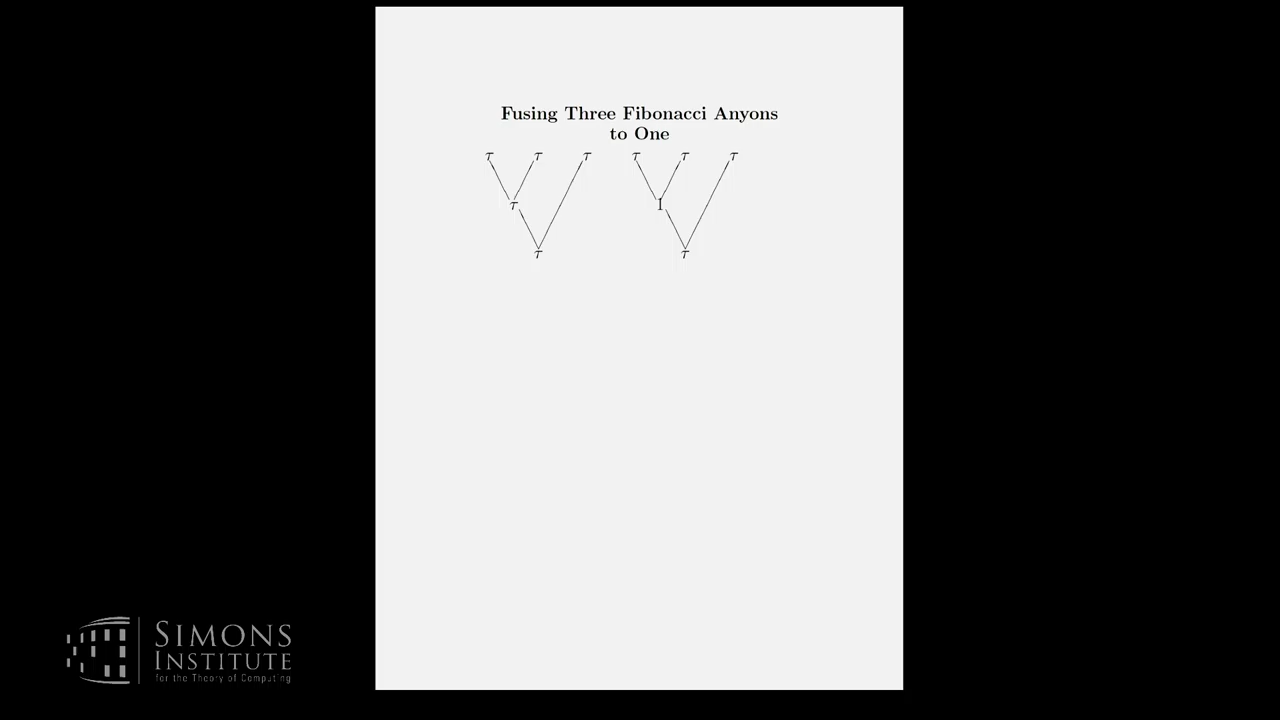 Fusing Three Fibonacci Anyons
to One
τ τ τ τ τ τ
τ 1
τ τ
SIMONS
INSTITUTE
for the Theory of Computing